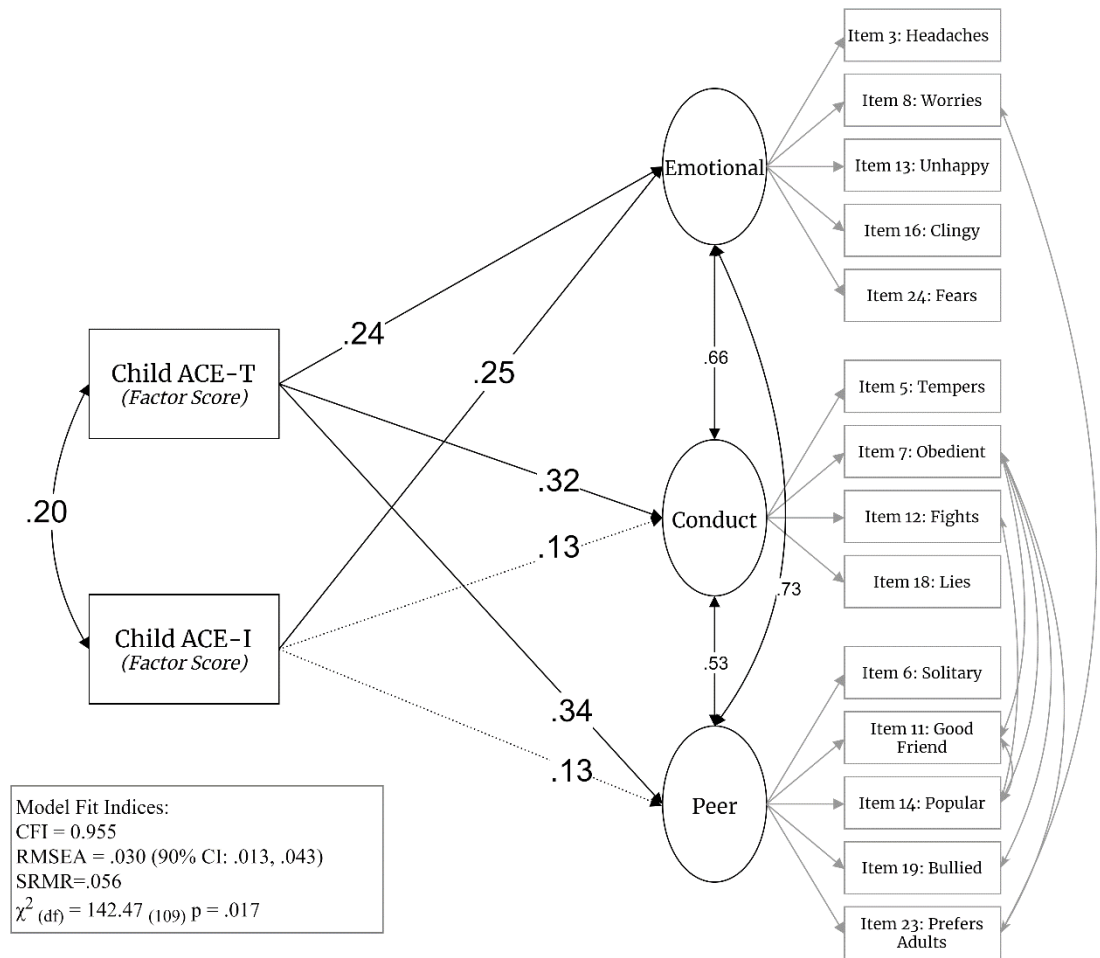 Item 3: Headaches
Item 8: Worries
Item 13: Unhappy
Item 16: Clingy
Item 24: Fears
Emotional
.24
.25
.66
Child ACE-T
(Factor Score)
.20
Child ACE-I
(Factor Score)
.32
.13
.34
.13
Conduct
.73
.53
Peer
Item 5: Tempers
Item 7: Obedient
Item 12: Fights
Item 18: Lies
Item 6: Solitary
Item 11: Good
Friend
Item 14: Popular
Item 19: Bullied
Item 23: Prefers
Adults
Model Fit Indices:
CFI = 0.955
RMSEA = .030 (90% CI: .013, .043)
SRMR=.056
χ² (df) = 142.47 (109) p = .017